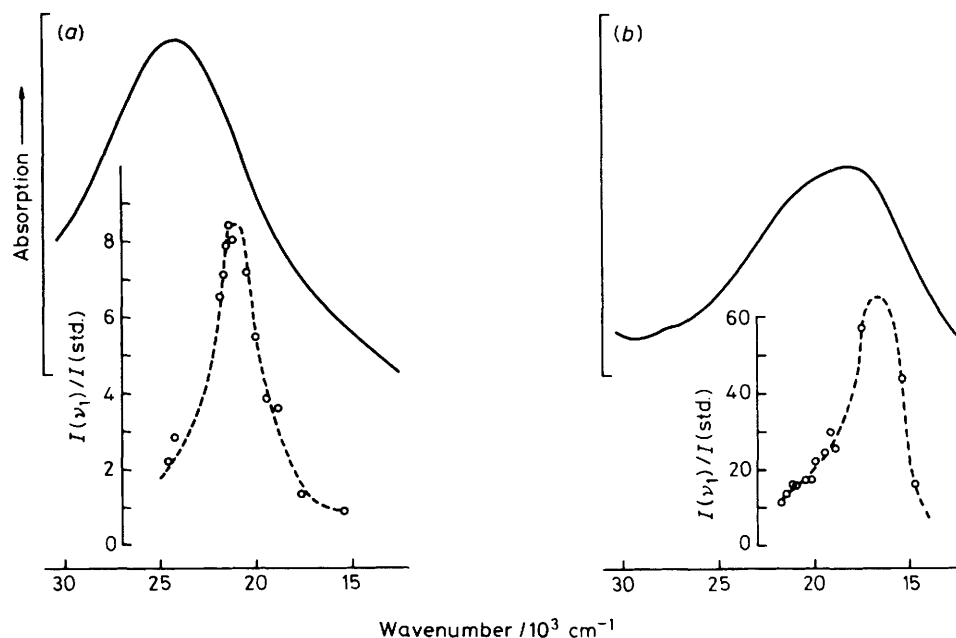 (a)
Absorption →
8
6
4
2
0
I(ν₁)/I(std.)
30 25 20 15
(b)
60
40
20
0
I(ν₁)/I(std.)
30 25 20 15
Wavenumber /10³ cm⁻¹